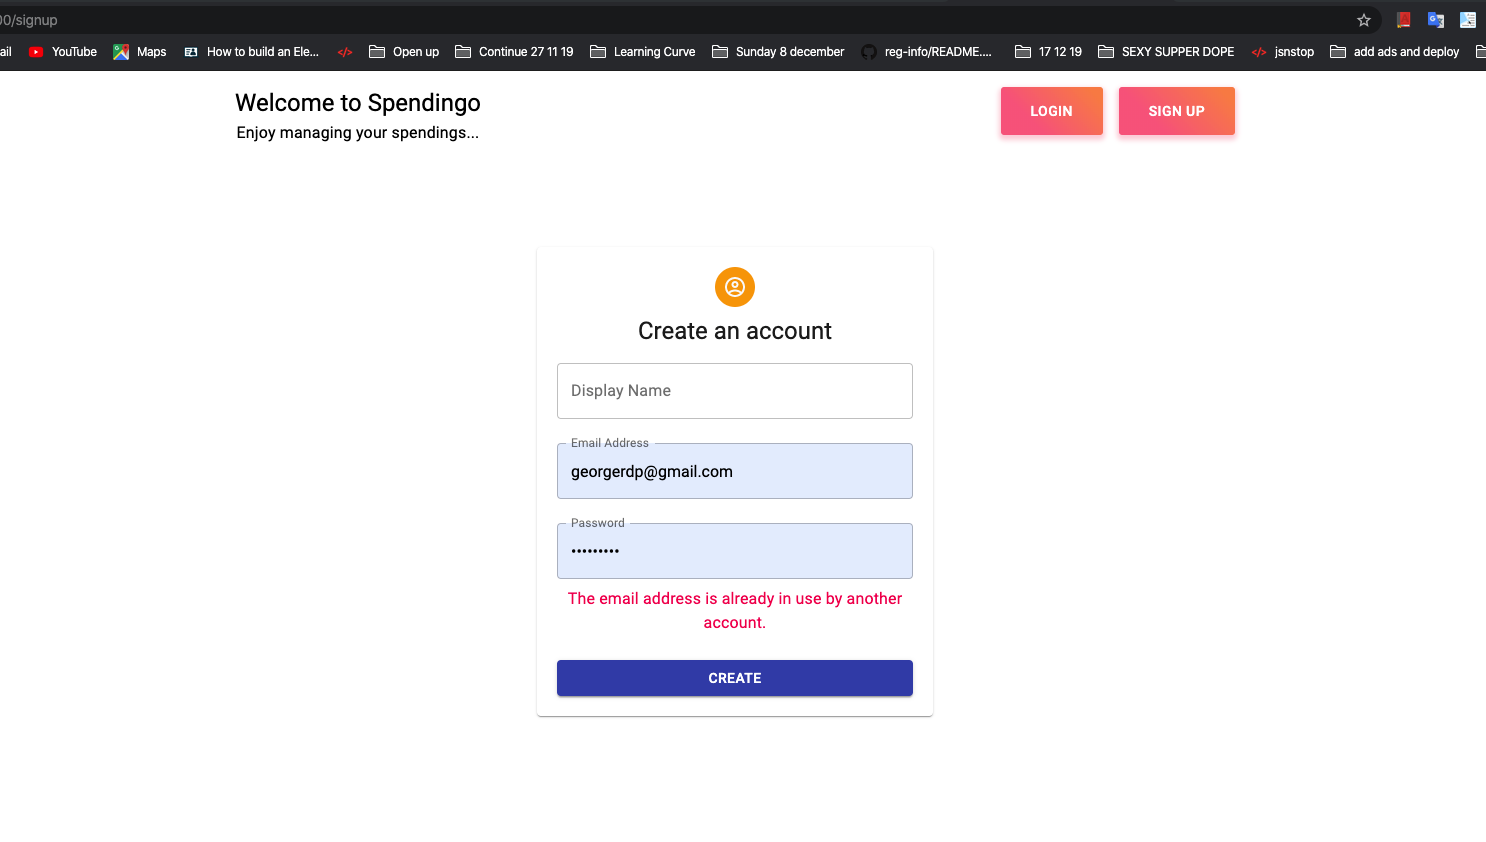 00/signup
ail YouTube Maps How to build an Ele... </> Open up Continue 27 11 19 Learning Curve Sunday 8 december reg-info/README.... 17 12 19 SEXY SUPPER DOPE </> jsnstop add ads and deploy
Welcome to Spendingo
Enjoy managing your spendings...
LOGIN SIGN UP
Create an account
Display Name
Email Address
georgerdp@gmail.com
Password
•••••••••
The email address is already in use by another
account.
CREATE